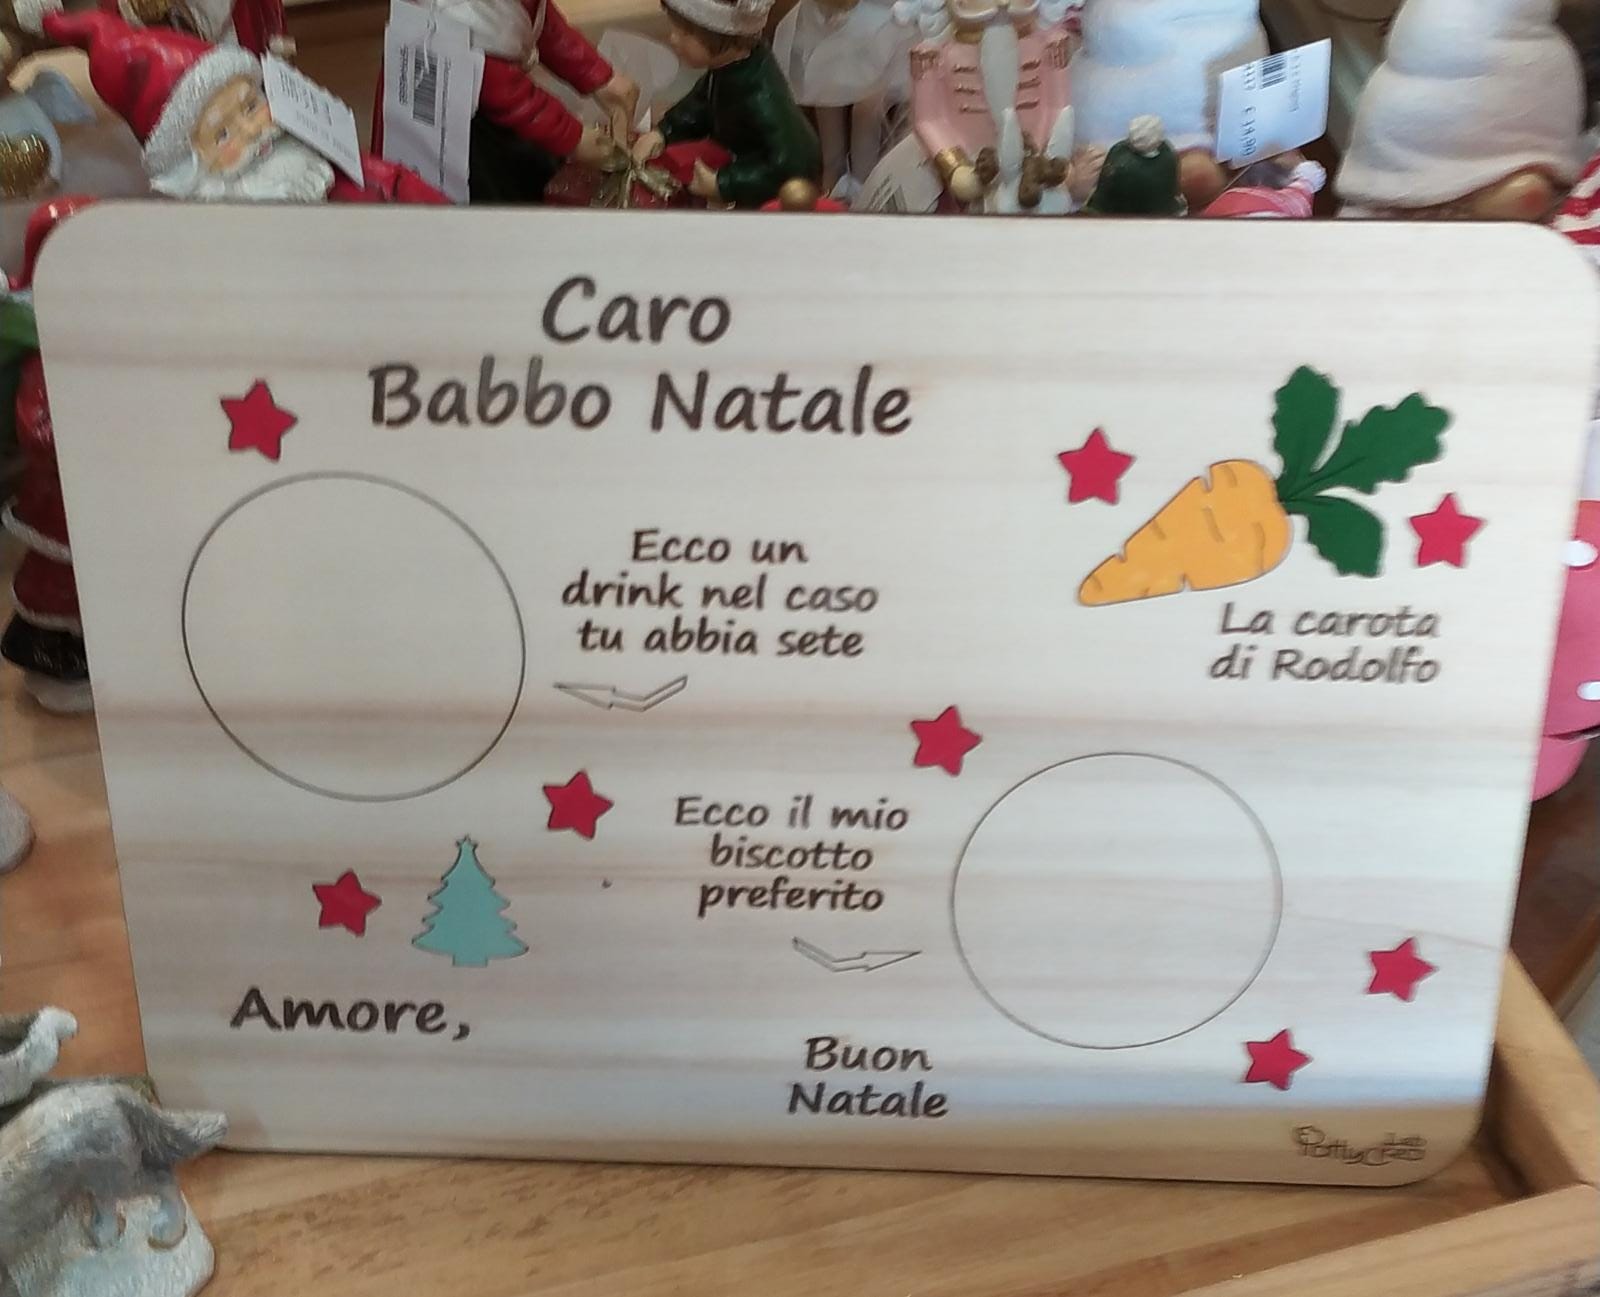 Caro
Babbo Natale
Ecco un
drink nel caso
tu abbia sete
La carota
di Rodolfo
Ecco il mio
biscotto
preferito
Amore,
Buon
Natale